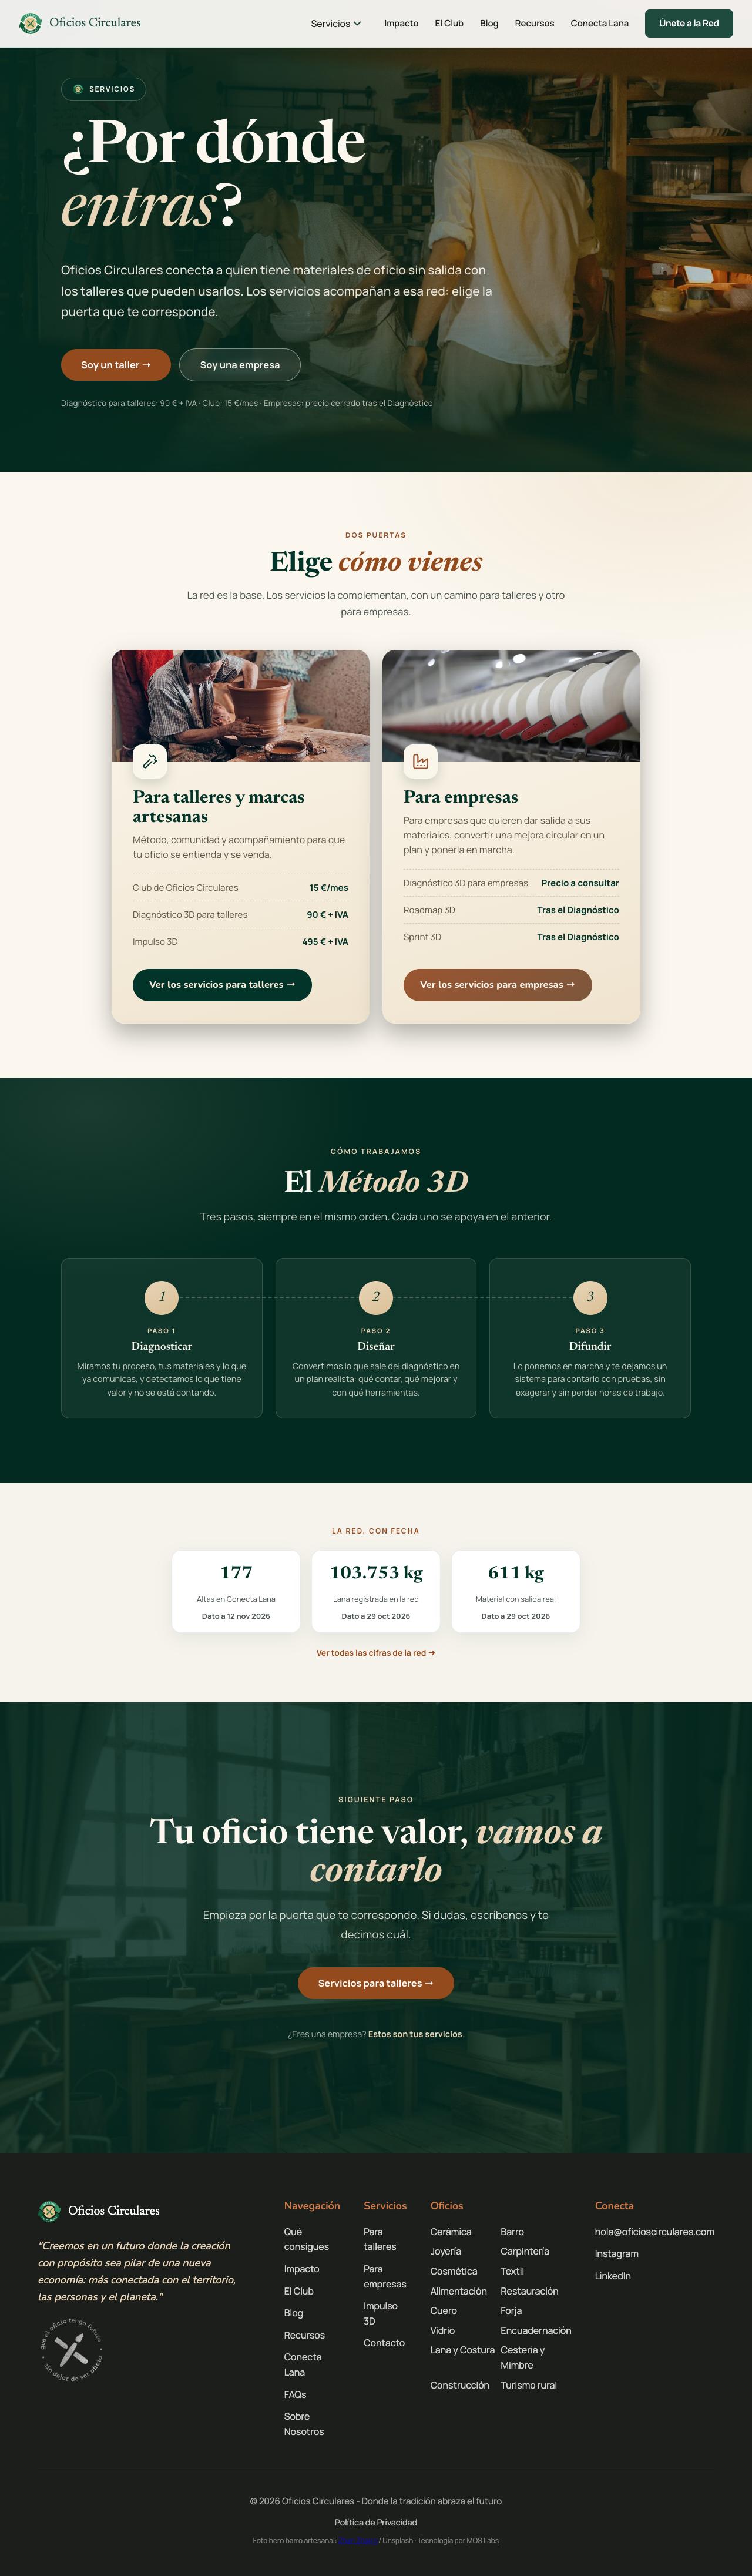 Oficios Circulares
Servicios
Impacto
El Club
Blog
Recursos
Conecta Lana
Únete a la Red
SERVICIOS
¿Por dónde
entras?
Oficios Circulares conecta a quien tiene materiales de oficio sin salida con
los talleres que pueden usarlos. Los servicios acompañan a esa red: elige la
puerta que te corresponde.
Soy un taller →
Soy una empresa
Diagnóstico para talleres: 90 € + IVA · Club: 15 €/mes · Empresas: precio cerrado tras el Diagnóstico
DOS PUERTAS
Elige cómo vienes
La red es la base. Los servicios la complementan, con un camino para talleres y otro
para empresas.
Para talleres y marcas
artesanas
Método, comunidad y acompañamiento para que
tu oficio se entienda y se venda.
Club de Oficios Circulares 15 €/mes
Diagnóstico 3D para talleres 90 € + IVA
Impulso 3D 495 € + IVA
Ver los servicios para talleres →
Para empresas
Para empresas que quieren dar salida a sus
materiales, convertir una mejora circular en un
plan y ponerla en marcha.
Diagnóstico 3D para empresas Precio a consultar
Roadmap 3D Tras el Diagnóstico
Sprint 3D Tras el Diagnóstico
Ver los servicios para empresas →
CÓMO TRABAJAMOS
El Método 3D
Tres pasos, siempre en el mismo orden. Cada uno se apoya en el anterior.
1
PASO 1
Diagnosticar
Miramos tu proceso, tus materiales y lo que
ya comunicas, y detectamos lo que tiene
valor y no se está contando.
2
PASO 2
Diseñar
Convertimos lo que sale del diagnóstico en
un plan realista: qué contar, qué mejorar y
con qué herramientas.
3
PASO 3
Difundir
Lo ponemos en marcha y te dejamos un
sistema para contarlo con pruebas, sin
exagerar y sin perder horas de trabajo.
LA RED, CON FECHA
177
Altas en Conecta Lana
Dato a 12 nov 2026
103.753 kg
Lana registrada en la red
Dato a 29 oct 2026
611 kg
Material con salida real
Dato a 29 oct 2026
Ver todas las cifras de la red →
SIGUIENTE PASO
Tu oficio tiene valor, vamos a
contarlo
Empieza por la puerta que te corresponde. Si dudas, escríbenos y te
decimos cuál.
Servicios para talleres →
¿Eres una empresa? Estos son tus servicios.
Oficios Circulares
"Creemos en un futuro donde la creación
con propósito sea pilar de una nueva
economía: más conectada con el territorio,
las personas y el planeta."
que el oficio tenga futuro
sin dejar de ser oficio
Navegación
Qué
consigues
Impacto
El Club
Blog
Recursos
Conecta
Lana
FAQs
Sobre
Nosotros
Servicios
Para
talleres
Para
empresas
Impulso
3D
Contacto
Oficios
Cerámica Barro
Joyería Carpintería
Cosmética Textil
Alimentación Restauración
Cuero Forja
Vidrio Encuadernación
Lana y Costura Cestería y
Mimbre
Construcción Turismo rural
Conecta
hola@oficioscirculares.com
Instagram
LinkedIn
© 2026 Oficios Circulares - Donde la tradición abraza el futuro
Política de Privacidad
Foto hero barro artesanal: / Unsplash · Tecnología por MOS Labs